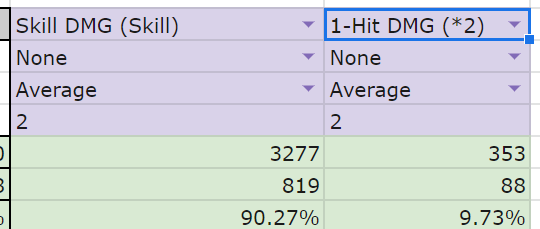 Skill DMG (Skill) 1-Hit DMG (*2)
None None
Average Average
2 2
3277 353
819 88
% 90.27% 9.73%